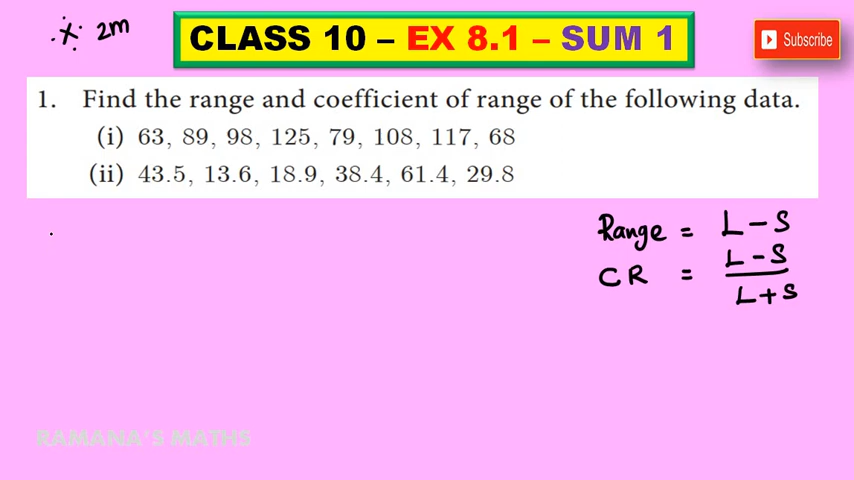 2m
CLASS 10 – EX 8.1 – SUM 1
Subscribe
1. Find the range and coefficient of range of the following data.
(i) 63, 89, 98, 125, 79, 108, 117, 68
(ii) 43.5, 13.6, 18.9, 38.4, 61.4, 29.8
Range = L - S
CR = L - S
L + S
RAMANA'S MATHS